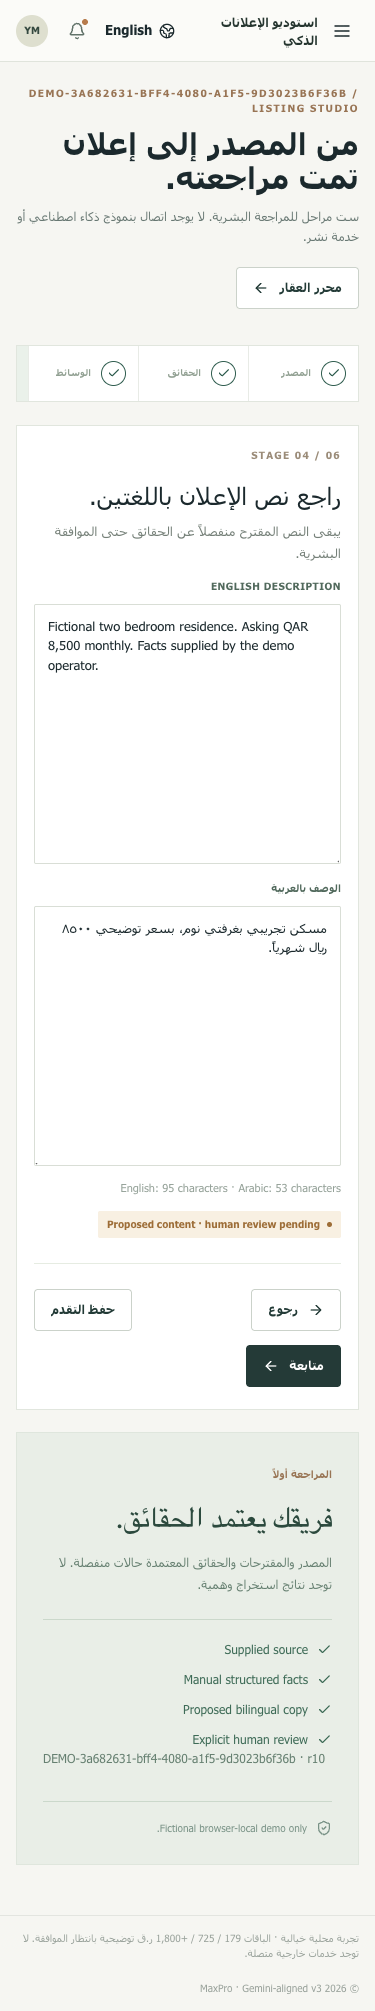 استوديو الإعلانات
الذكي
English
YM
DEMO-3A682631-BFF4-4080-A1F5-9D3023B6F36B /
LISTING STUDIO
من المصدر إلى إعلان
تمت مراجعته.
ست مراحل للمراجعة البشرية. لا يوجد اتصال بنموذج ذكاء اصطناعي أو
خدمة نشر.
محرر العقار
المصدر
الحقائق
الوسائط
STAGE 04 / 06
راجع نص الإعلان باللغتين.
يبقى النص المقترح منفصلاً عن الحقائق حتى الموافقة
البشرية.
ENGLISH DESCRIPTION
Fictional two bedroom residence. Asking QAR
8,500 monthly. Facts supplied by the demo
operator.
الوصف بالعربية
مسكن تجريبي بغرفتي نوم، بسعر توضيحي ٨٥٠٠
ريال شهرياً.
English: 95 characters · Arabic: 53 characters
Proposed content · human review pending
رجوع
حفظ التقدم
متابعة
المراجعة أولاً
فريقك يعتمد الحقائق.
المصدر والمقترحات والحقائق المعتمدة حالات منفصلة. لا
توجد نتائج استخراج وهمية.
Supplied source
Manual structured facts
Proposed bilingual copy
Explicit human review
DEMO-3a682631-bff4-4080-a1f5-9d3023b6f36b · r10
.Fictional browser-local demo only
تجربة محلية خيالية · الباقات 179 / 725 / +1,800 ر.ق توضيحية بانتظار الموافقة. لا
توجد خدمات خارجية متصلة.
MaxPro · Gemini-aligned v3 2026 ©